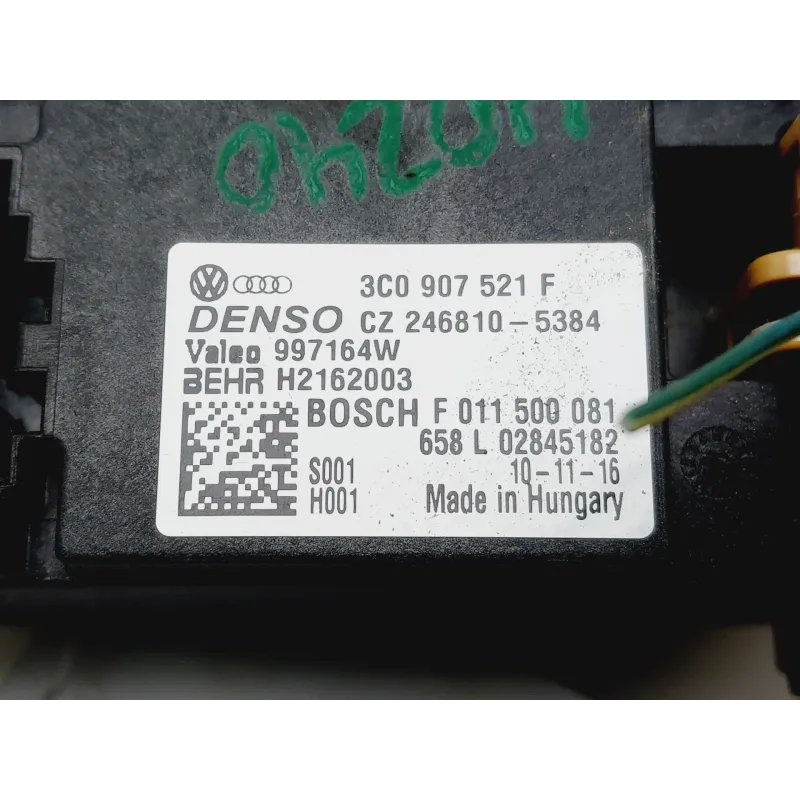 3C0 907 521 F
DENSO CZ 246810-5384
Valeo 997164W
BEHR H2162003
BOSCH F 011 500 081
658 L 02845182
S001 10-11-16
H001 Made in Hungary